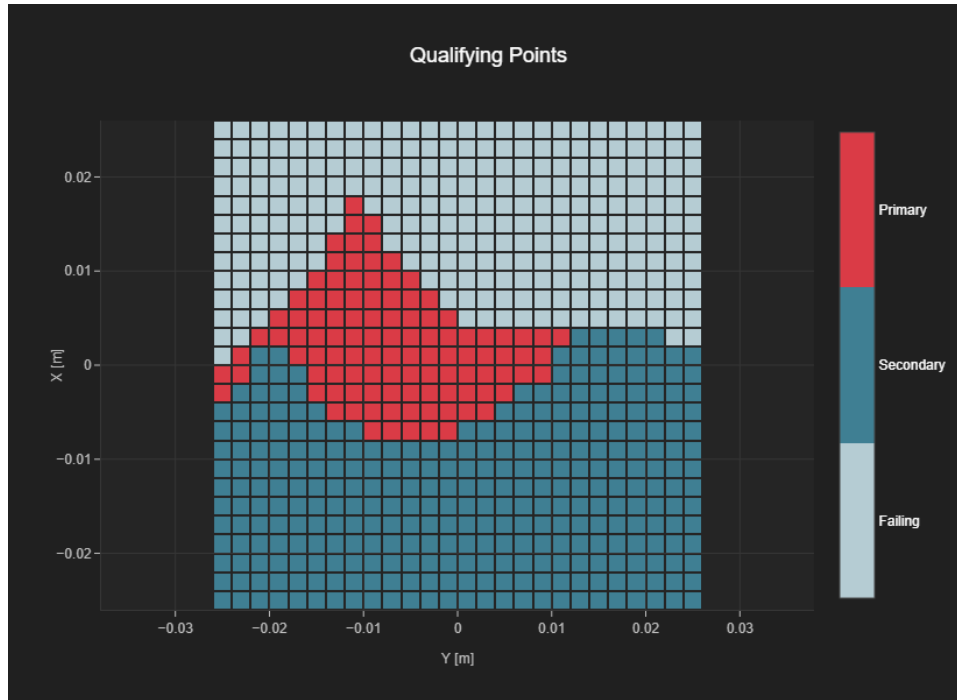 Qualifying Points
0.02
0.01
0
−0.01
−0.02
X [m]
−0.03
−0.02
−0.01
0
0.01
0.02
0.03
Y [m]
Primary
Secondary
Failing